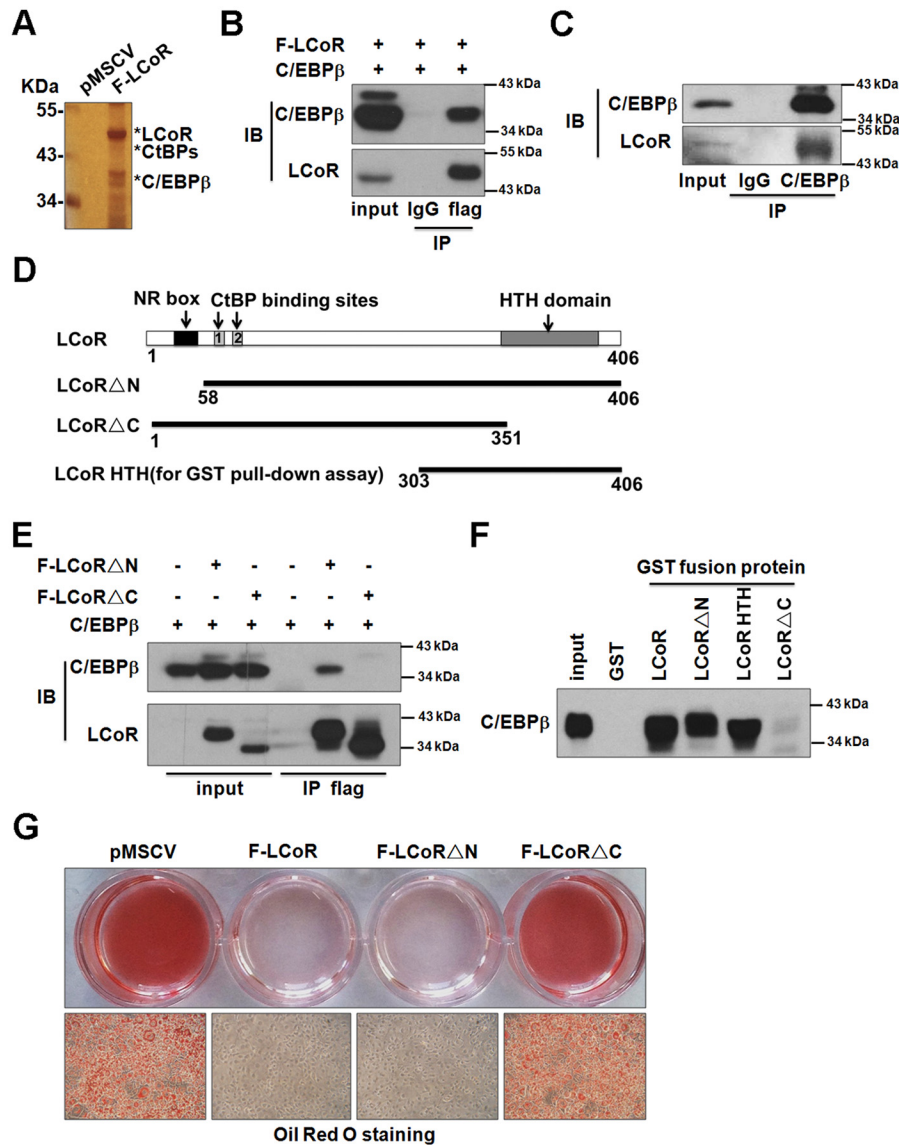 A
KDa
pMSCV
F-LCoR
55-
43-
34-
*LCoR
*CtBPs
*C/EBPβ
B
F-LCoR + + +
C/EBPβ + + +
IB
C/EBPβ
LCoR
43 kDa
34 kDa
55 kDa
43 kDa
input IgG flag
IP
C
IB
C/EBPβ
LCoR
43 kDa
34 kDa
55 kDa
43 kDa
Input IgG C/EBPβ
IP
D
NR box CtBP binding sites HTH domain
LCoR
1 2
1 406
LCoR△N
58 406
LCoR△C
1 351
LCoR HTH(for GST pull-down assay)
303 406
E
F-LCoR△N - + - - + -
F-LCoR△C - - + - - +
C/EBPβ + + + + + +
IB
C/EBPβ
LCoR
43 kDa
34 kDa
43 kDa
34 kDa
input IP flag
F
GST fusion protein
input
GST
LCoR
LCoR△N
LCoR HTH
LCoR△C
C/EBPβ
43 kDa
34 kDa
G
pMSCV F-LCoR F-LCoR△N F-LCoR△C
Oil Red O staining